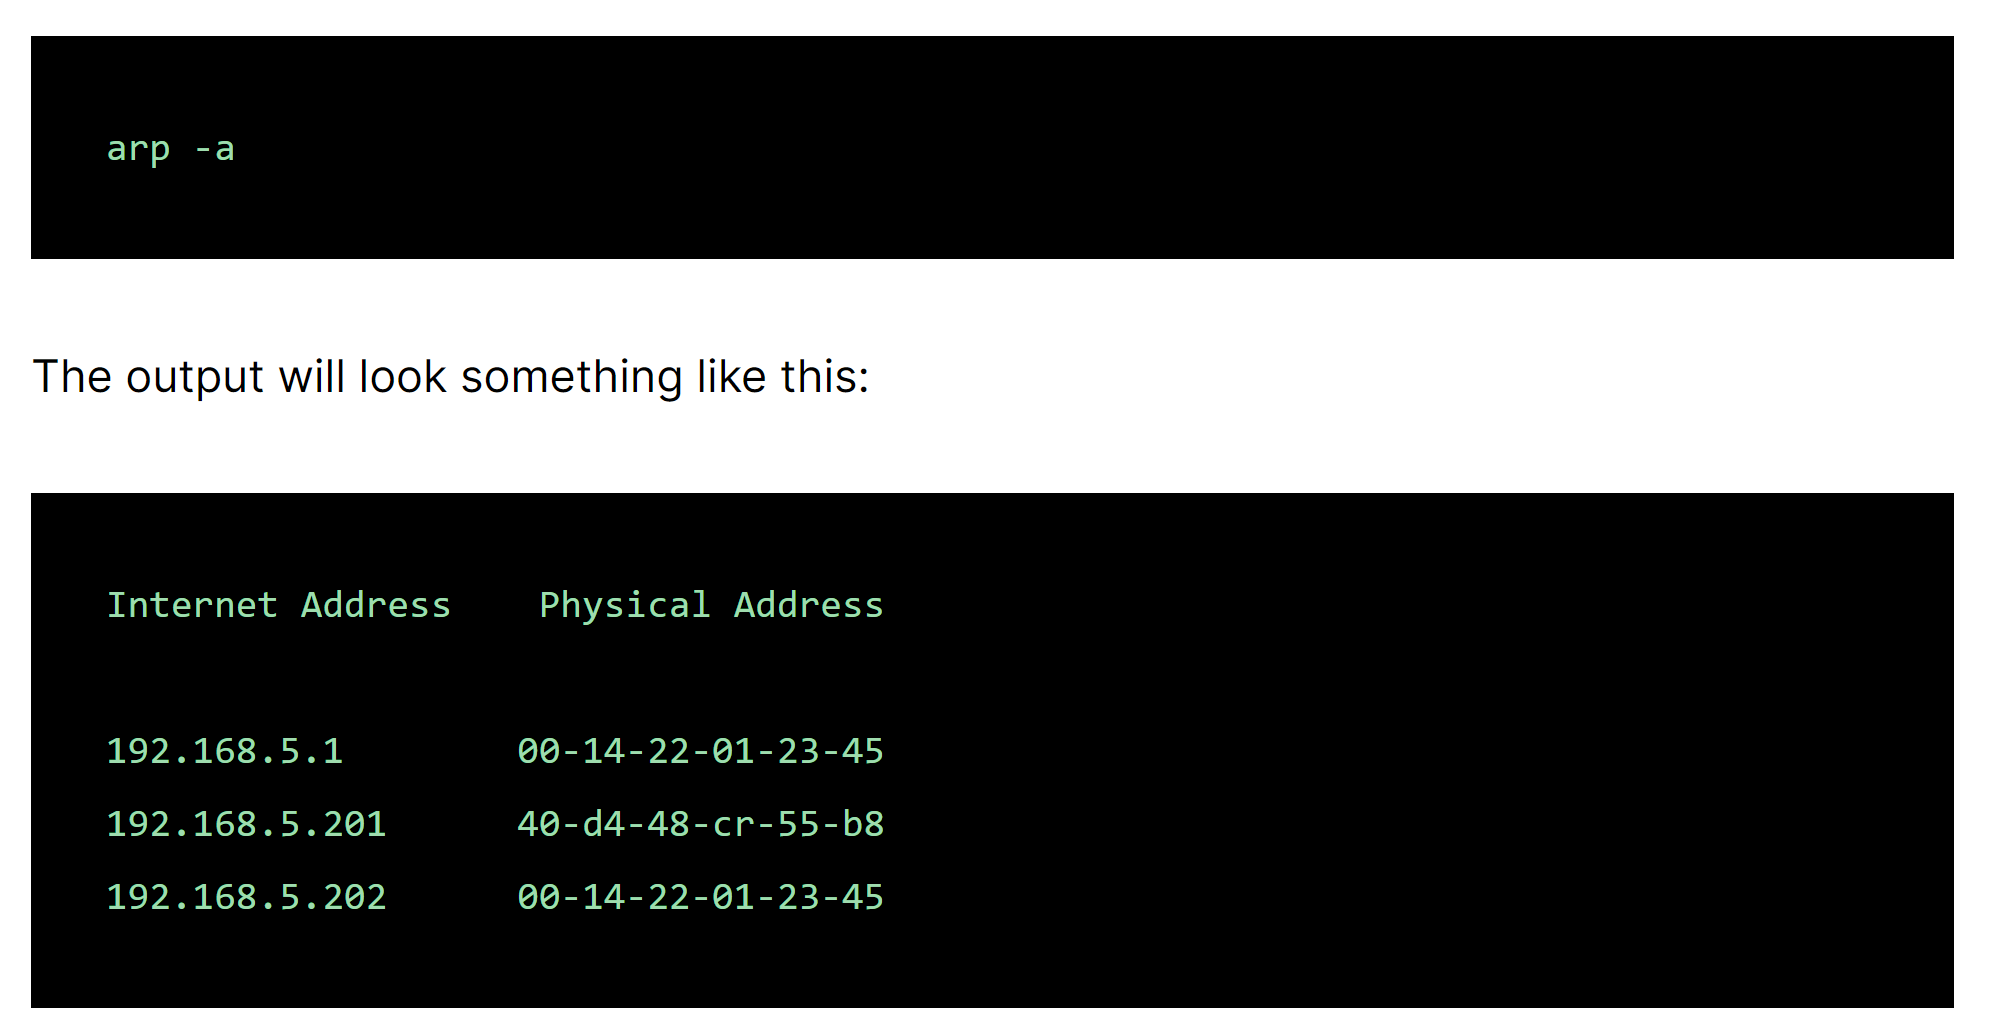 arp -a
The output will look something like this:
Internet Address    Physical Address
192.168.5.1        00-14-22-01-23-45
192.168.5.201      40-d4-48-cr-55-b8
192.168.5.202      00-14-22-01-23-45